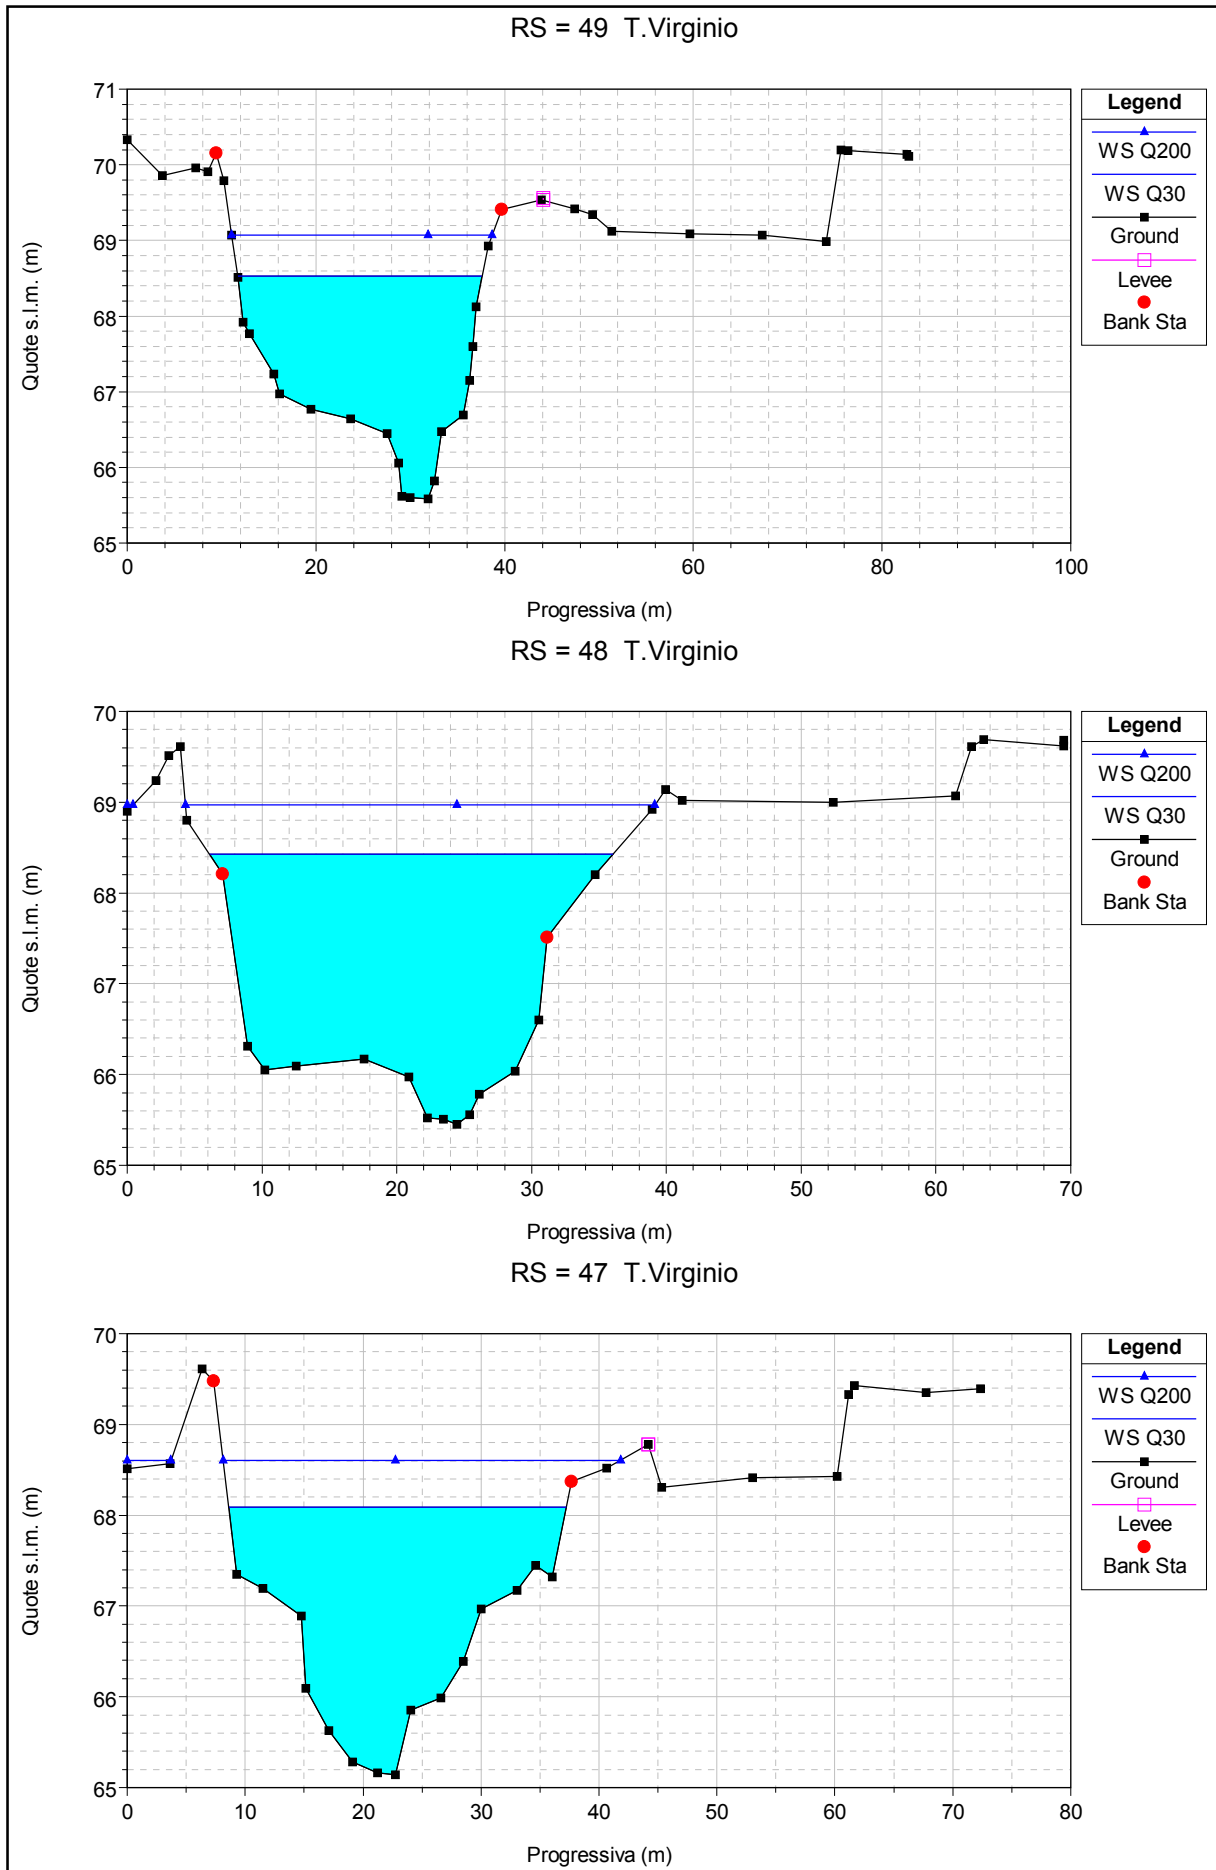 RS = 49 T.Virginio
71
70
69
68
67
66
65
Quote s.l.m. (m)
0 20 40 60 80 100
Progressiva (m)
Legend
WS Q200
WS Q30
Ground
Levee
Bank Sta
RS = 48 T.Virginio
70
69
68
67
66
65
Quote s.l.m. (m)
0 10 20 30 40 50 60 70
Progressiva (m)
Legend
WS Q200
WS Q30
Ground
Bank Sta
RS = 47 T.Virginio
70
69
68
67
66
65
Quote s.l.m. (m)
0 10 20 30 40 50 60 70 80
Progressiva (m)
Legend
WS Q200
WS Q30
Ground
Levee
Bank Sta